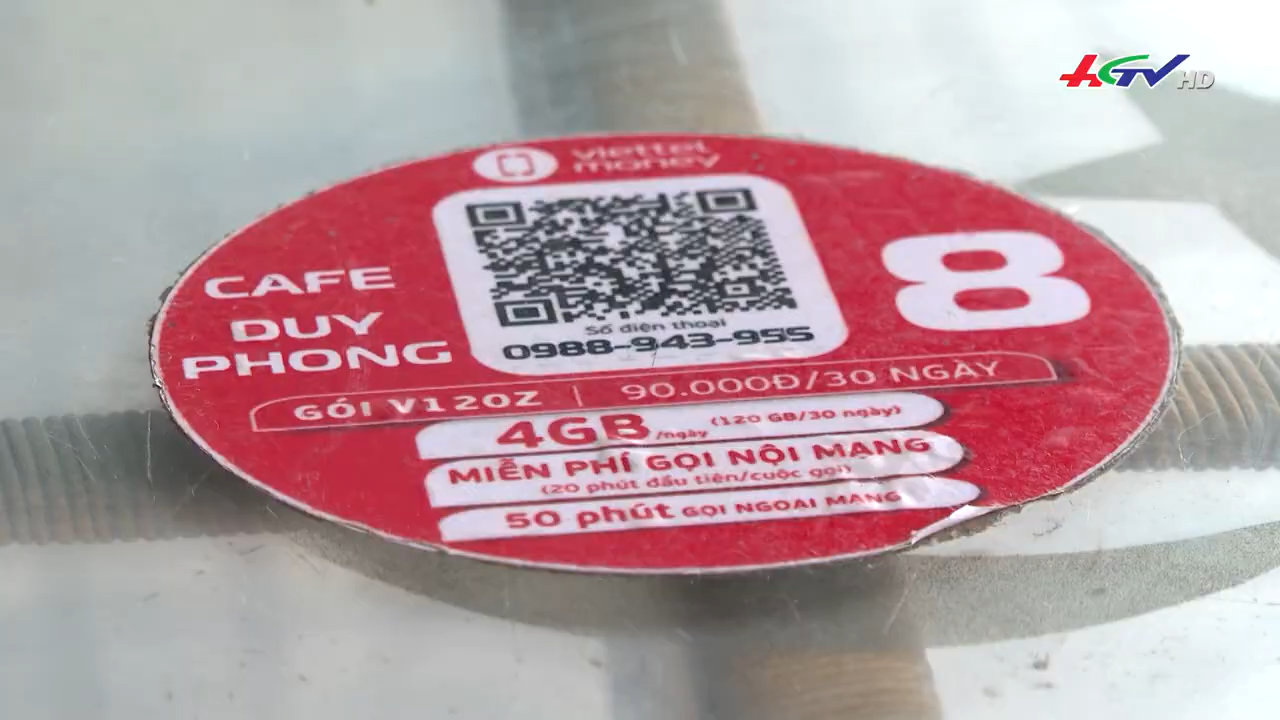 HGTV HD
viettel
money
Số điện thoại
0988-943-955
CAFE
DUY
PHONG
8
GÓI V120Z | 90.000Đ/30 NGÀY
4GB/ngày (120 GB/30 ngày)
MIỄN PHÍ GỌI NỘI MẠNG
(20 phút đầu tiên/cuộc gọi)
50 phút GỌI NGOẠI MẠNG